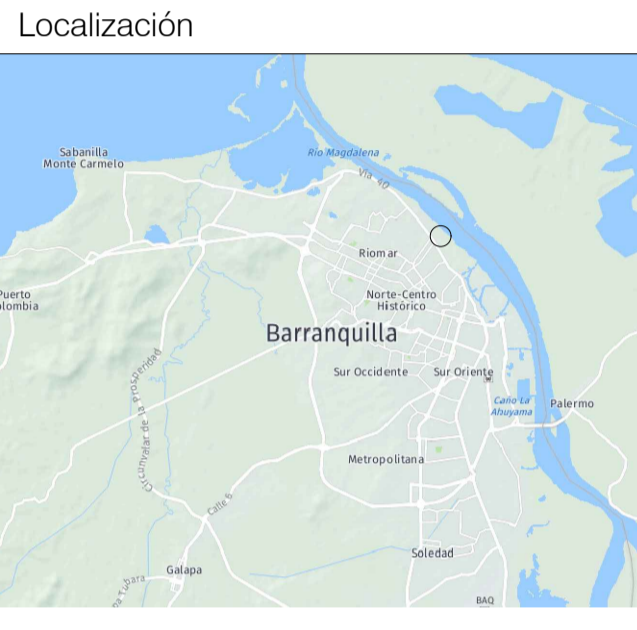 Localización
Río Magdalena
Sabanilla
Monte Carmelo
Vía 40
Riomar
Puerto
lombia
Norte-Centro
Histórico
Barranquilla
Sur Occidente
Sur Oriente
Circunvalar de la Prosperidad
Caño La
Ahuyama
Palermo
Metropolitana
Calle 6
Soledad
Galapa
BAQ